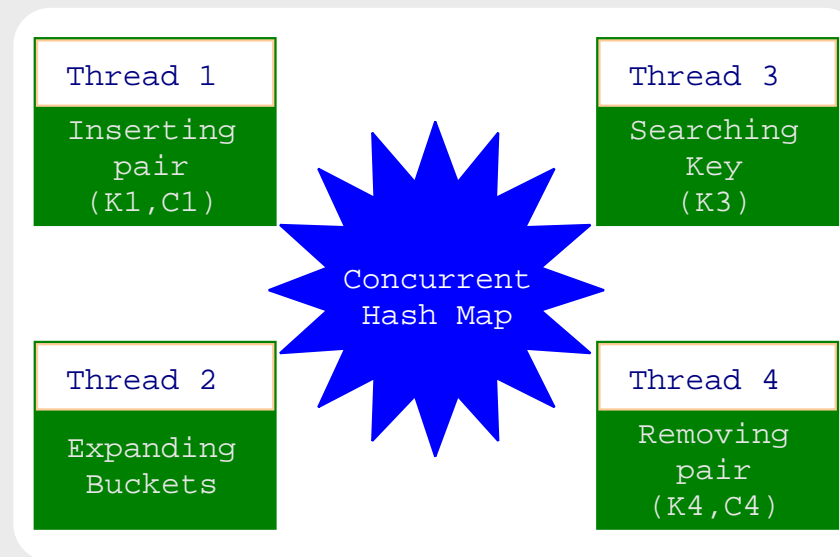 Thread 1
Inserting
pair
(K1,C1)
Thread 3
Searching
Key
(K3)
Concurrent
Hash Map
Thread 2
Expanding
Buckets
Thread 4
Removing
pair
(K4,C4)